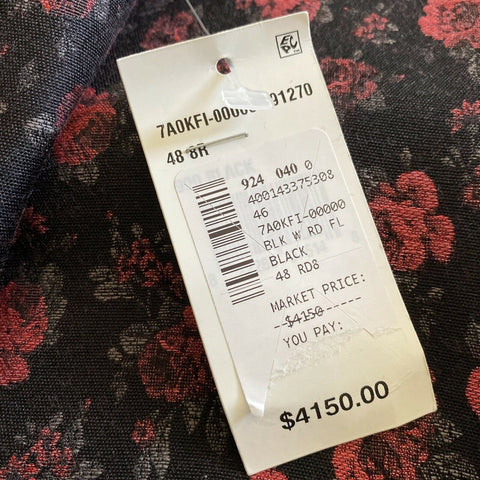 7A0KFI-00000 91270
48 8R
924 040 0
400143375308
46
7A0KFI-00000
BLK W RD FL
BLACK
48 RD8
MARKET PRICE:
--$4150-----
YOU PAY:
$4150.00